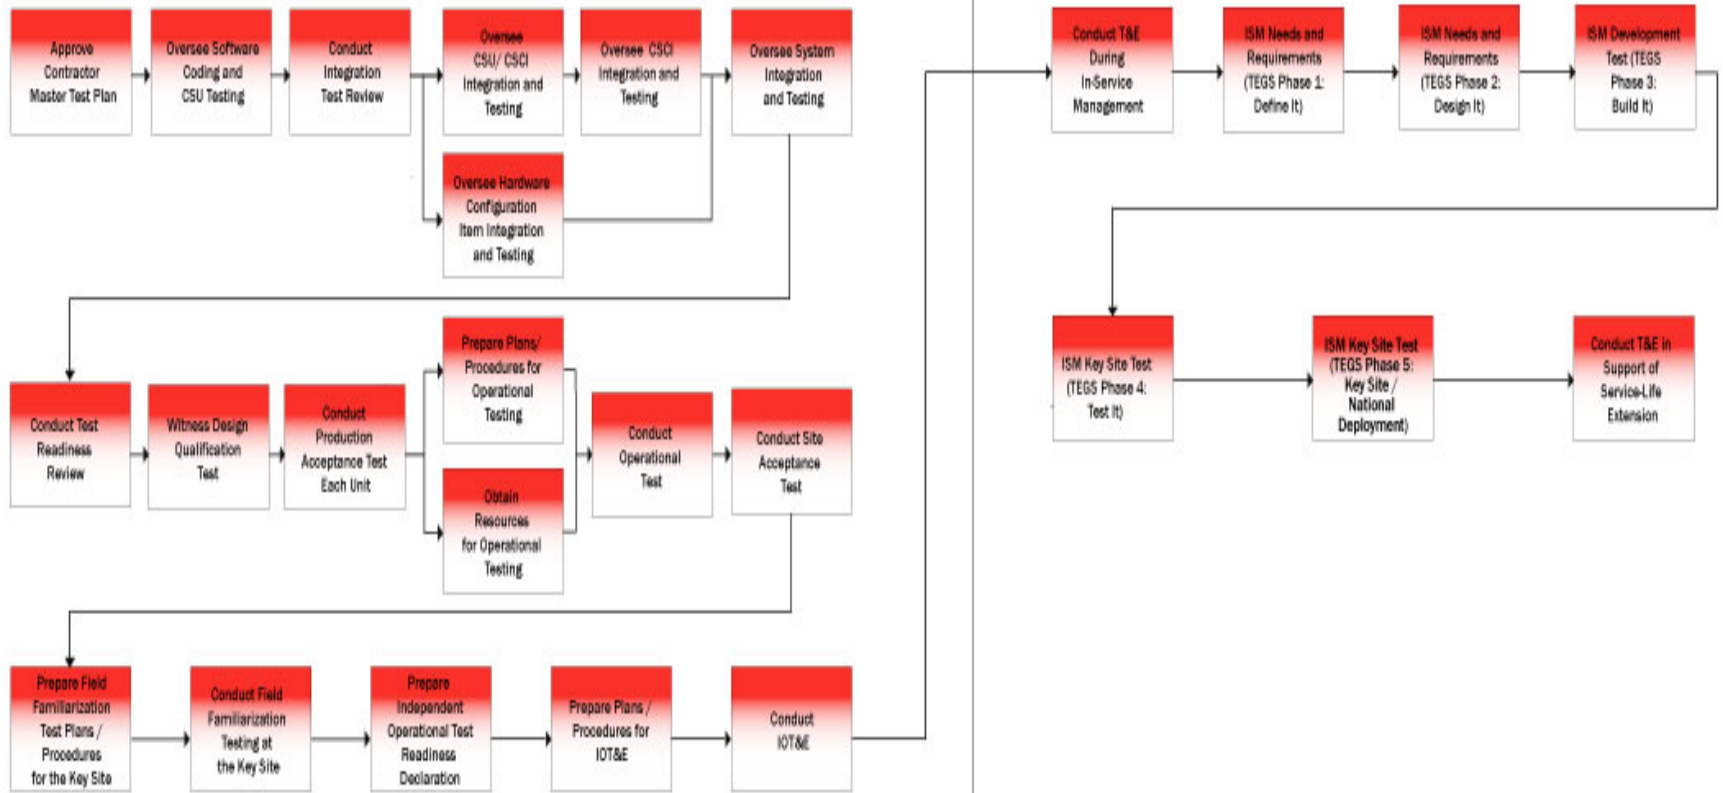 Approve
Contractor
Master Test Plan
Oversee Software
Coding and
CSU Testing
Conduct
Integration
Test Review
Oversee
CSU/ CSCI
Integration and
Testing
Oversee CSCI
Integration and
Testing
Oversee System
Integration
and Testing
Oversee Hardware
Configuration
Item Integration
and Testing
Conduct Test
Readiness
Review
Witness Design
Qualification
Test
Conduct
Production
Acceptance Test
Each Unit
Prepare Plans/
Procedures for
Operational
Testing
Obtain
Resources
for Operational
Testing
Conduct
Operational
Test
Conduct Site
Acceptance
Test
Prepare Field
Familiarization
Test Plans /
Procedures
for the Key Site
Conduct Field
Familiarization
Testing at
the Key Site
Prepare
Independent
Operational Test
Readiness
Declaration
Prepare Plans /
Procedures for
IOT&E
Conduct
IOT&E
Conduct T&E
During
In-Service
Management
ISM Needs and
Requirements
(TEGS Phase 1:
Define It)
ISM Needs and
Requirements
(TEGS Phase 2:
Design It)
ISM Development
Test (TEGS
Phase 3:
Build It)
ISM Key Site Test
(TEGS Phase 4:
Test It)
ISM Key Site Test
(TEGS Phase 5:
Key Site /
National
Deployment)
Conduct T&E in
Support of
Service-Life
Extension